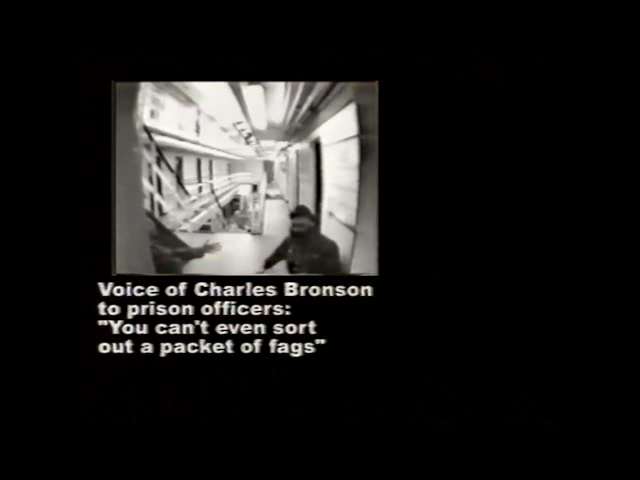 Voice of Charles Bronson
to prison officers:
"You can't even sort
out a packet of fags"